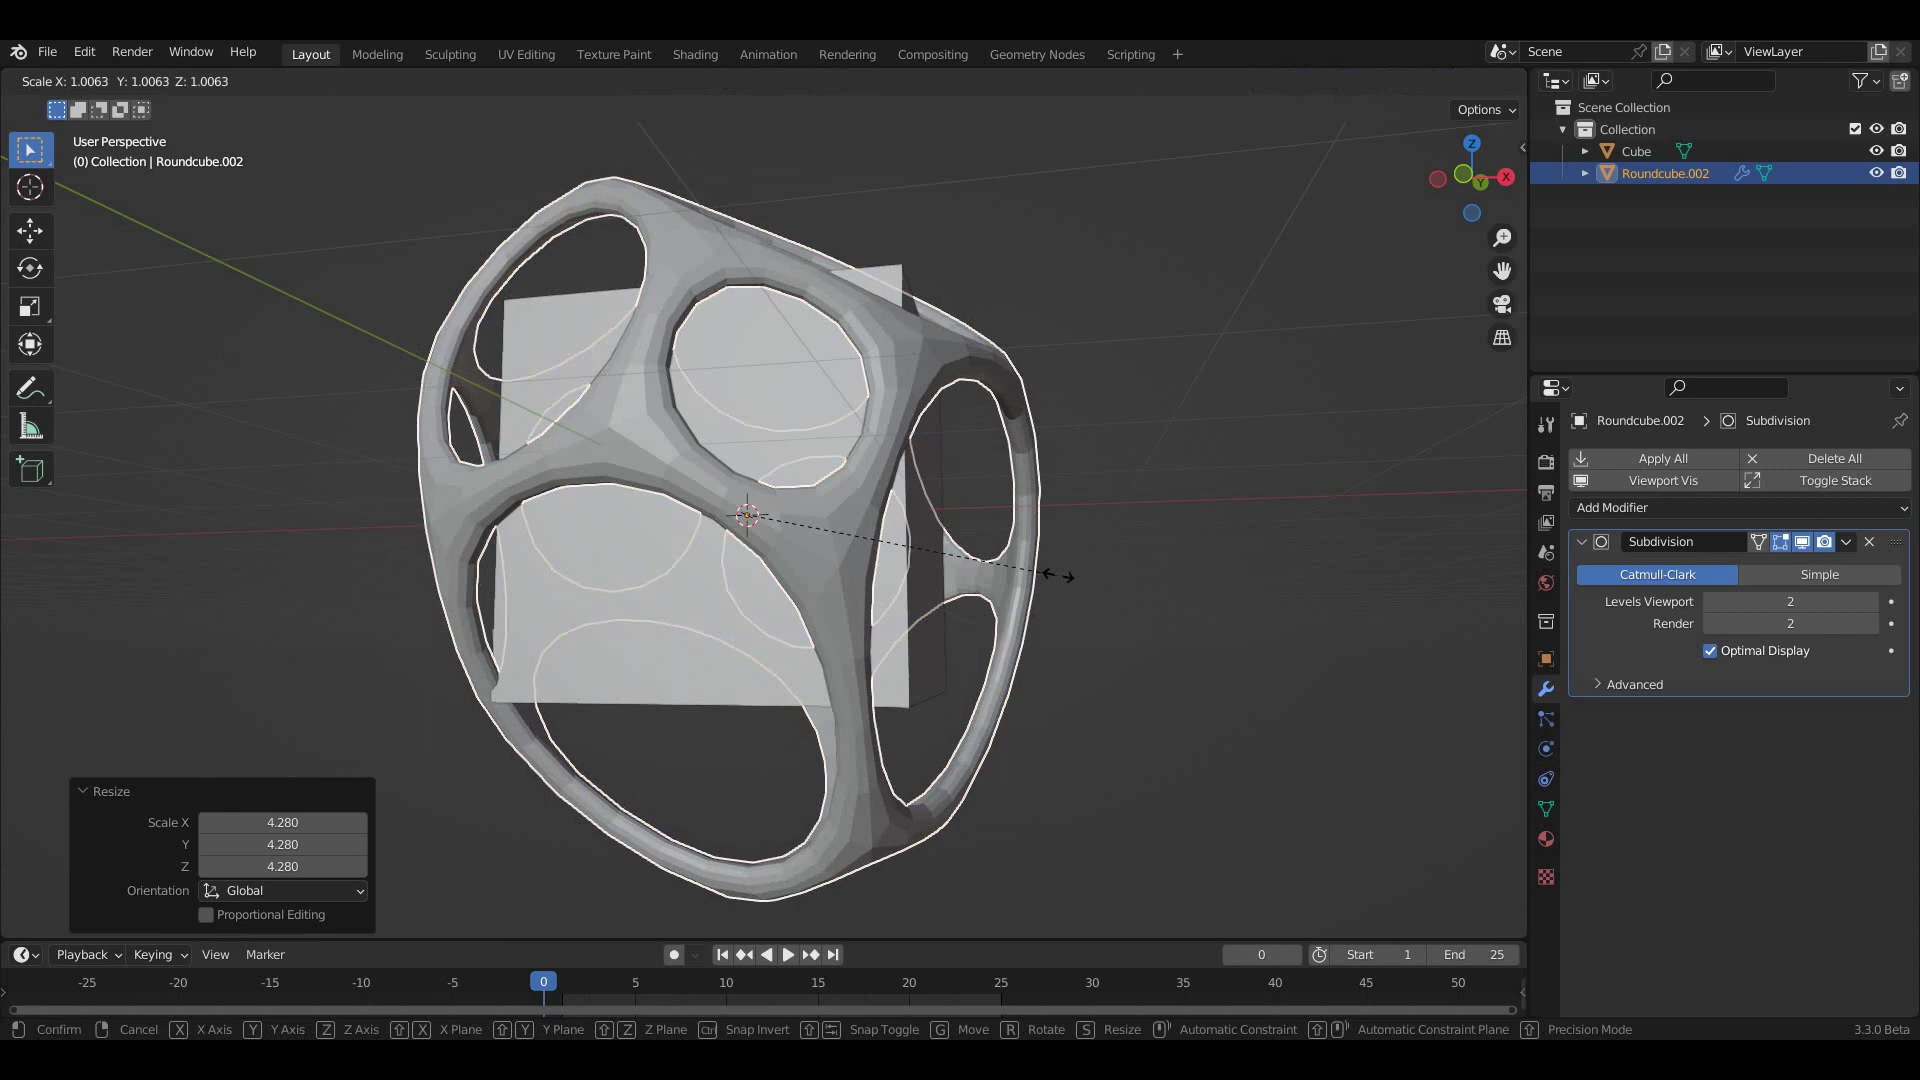 File Edit Render Window Help Layout Modeling Sculpting UV Editing Texture Paint Shading Animation Rendering Compositing Geometry Nodes Scripting + Scene ViewLayer
Scale X: 1.0063 Y: 1.0063 Z: 1.0063
Options
User Perspective
(0) Collection | Roundcube.002
Z
X
Y
Scene Collection
Collection
Cube
Roundcube.002
Roundcube.002 > Subdivision
Apply All Delete All
Viewport Vis Toggle Stack
Add Modifier
Subdivision
Catmull-Clark Simple
Levels Viewport 2
Render 2
Optimal Display
Advanced
Resize
Scale X 4.280
Y 4.280
Z 4.280
Orientation Global
Proportional Editing
Playback Keying View Marker 0 Start 1 End 25
-25 -20 -15 -10 -5 0 5 10 15 20 25 30 35 40 45 50
Confirm Cancel X X Axis Y Y Axis Z Z Axis X X Plane Y Y Plane Z Z Plane Ctrl Snap Invert Snap Toggle G Move R Rotate S Resize Automatic Constraint Automatic Constraint Plane Precision Mode 3.3.0 Beta